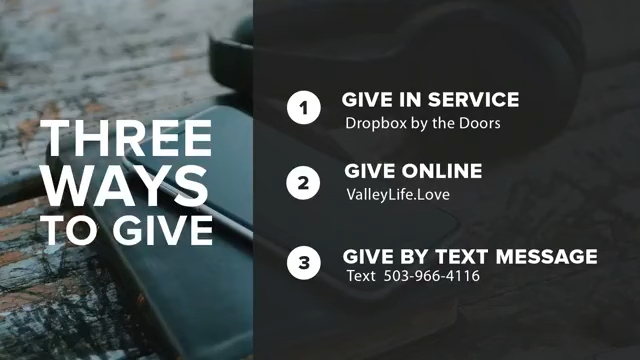 THREE
WAYS
TO GIVE
1
GIVE IN SERVICE
Dropbox by the Doors
2
GIVE ONLINE
ValleyLife.Love
3
GIVE BY TEXT MESSAGE
Text 503-966-4116